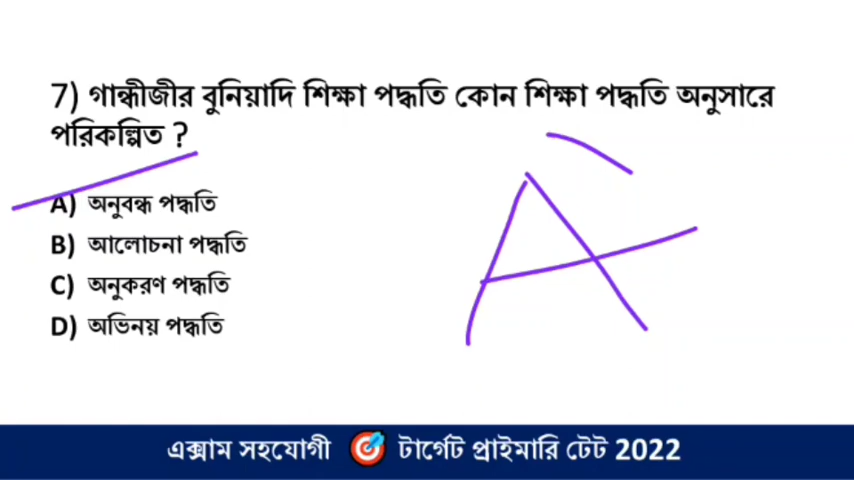 7) গান্ধীজীর বুনিয়াদি শিক্ষা পদ্ধতি কোন শিক্ষা পদ্ধতি অনুসারে
পরিকল্পিত ?
A) অনুবন্ধ পদ্ধতি
B) আলোচনা পদ্ধতি
C) অনুকরণ পদ্ধতি
D) অভিনয় পদ্ধতি
A
এক্সাম সহযোগী টার্গেট প্রাইমারি টেট 2022